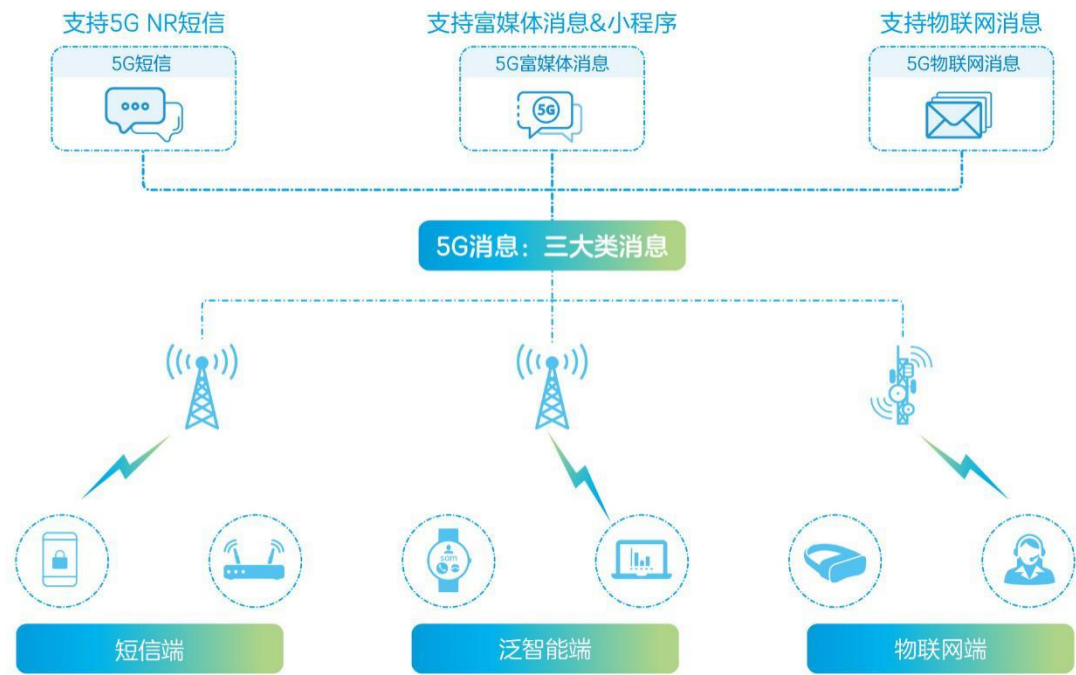 支持5G NR短信
支持富媒体消息&小程序
支持物联网消息
5G短信
5G富媒体消息
5G物联网消息
5G
5G消息：三大类消息
sam
短信端
泛智能端
物联网端